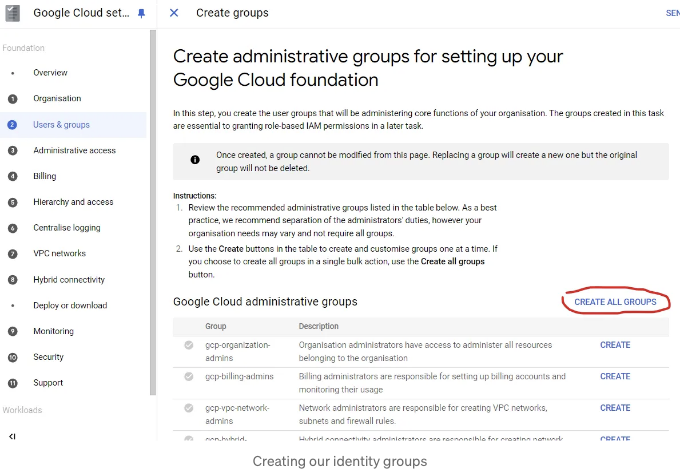 Google Cloud set...
Create groups
SEN
Foundation
Overview
1 Organisation
2 Users & groups
3 Administrative access
4 Billing
5 Hierarchy and access
6 Centralise logging
7 VPC networks
8 Hybrid connectivity
Deploy or download
9 Monitoring
10 Security
11 Support
Workloads
Create administrative groups for setting up your
Google Cloud foundation
In this step, you create the user groups that will be administering core functions of your organisation. The groups created in this task
are essential to granting role-based IAM permissions in a later task.
Once created, a group cannot be modified from this page. Replacing a group will create a new one but the original
group will not be deleted.
Instructions:
1. Review the recommended administrative groups listed in the table below. As a best
practice, we recommend separation of the administrators' duties, however your
organisation needs may vary and not require all groups.
2. Use the Create buttons in the table to create and customise groups one at a time. If
you choose to create all groups in a single bulk action, use the Create all groups
button.
Google Cloud administrative groups
CREATE ALL GROUPS
Group Description
gcp-organization-
admins
Organisation administrators have access to administer all resources
belonging to the organisation
CREATE
gcp-billing-admins
Billing administrators are responsible for setting up billing accounts and
monitoring their usage
CREATE
gcp-vpc-network-
admins
Network administrators are responsible for creating VPC networks,
subnets and firewall rules.
CREATE
gcp-hybrid-
Hybrid connectivity administrators are responsible for creating network
CREATE
Creating our identity groups